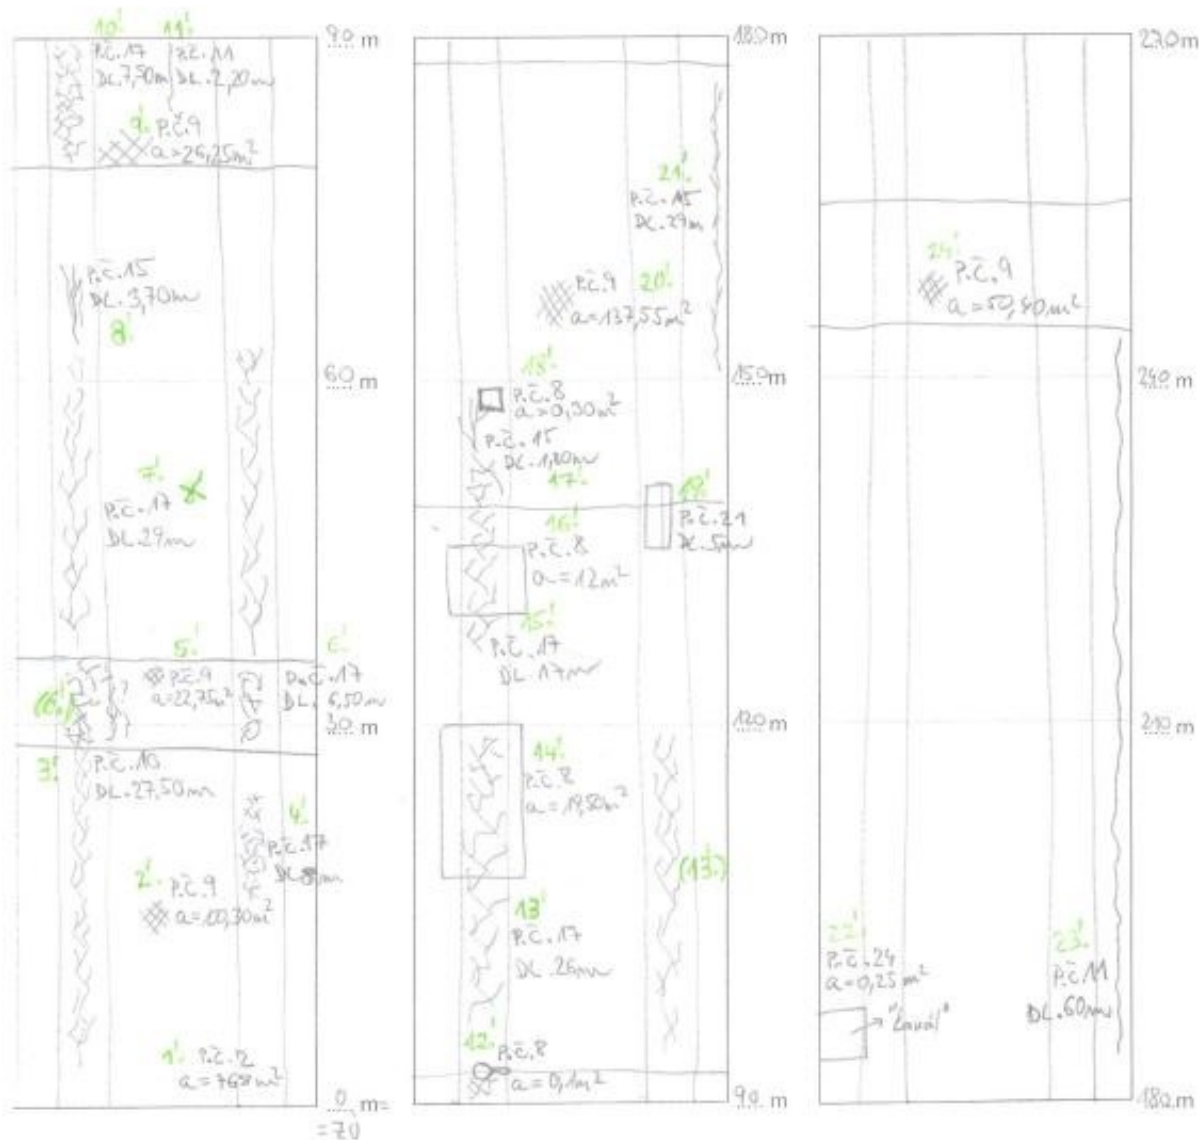 10!
P.Č.17
DL.7,50m
11!
P.Č.11
DL.2,20m
90 m
9!
P.Č.9
a=26,25m²
P.Č.15
DL.3,70m
8!
60 m
7!
P.Č.17
DL.29m
5!
P.Č.9
a=22,75m²
6!
P.Č.17
DL.6,50m
(6!)
30 m
3!
P.Č.10
DL.27,50m
4!
P.Č.17
2!
P.Č.9
1!
P.Č.12
0 m=
=Z0
180 m
21!
P.Č.15
DL.29m
20!
P.Č.9
a=137,55m²
18!
P.Č.8
a=0,30m²
150 m
P.Č.15
DL.1,80m
17!
19!
P.Č.21
DL.5m
16!
P.Č.8
a=12m²
15!
P.Č.17
DL.17m
120 m
14!
P.Č.8
a=19,50m²
(13!)
13!
P.Č.17
DL.26m
12!
P.Č.8
a=0,1m²
90 m
270 m
24!
P.Č.9
a=50,40m²
240 m
210 m
22!
P.Č.24
a=0,25m²
"Kanál"
23!
P.Č.11
DL.60m
180 m